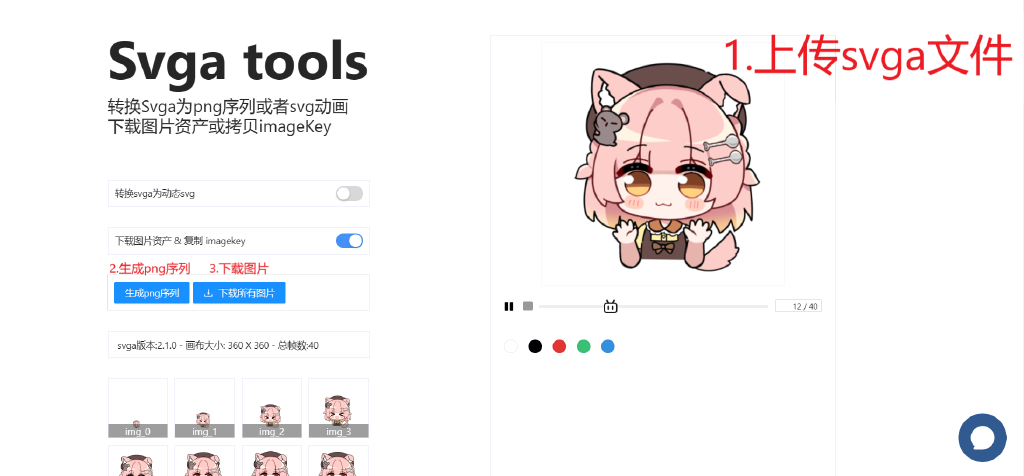 Svga tools
转换Svga为png序列或者svg动画
下载图片资产或拷贝imageKey
转换svga为动态svg
下载图片资产 & 复制 imagekey
2.生成png序列 3.下载图片
生成png序列 下载所有图片
svga版本:2.1.0 - 画布大小: 360 X 360 - 总帧数:40
img_0 img_1 img_2 img_3
1.上传svga文件
12 / 40